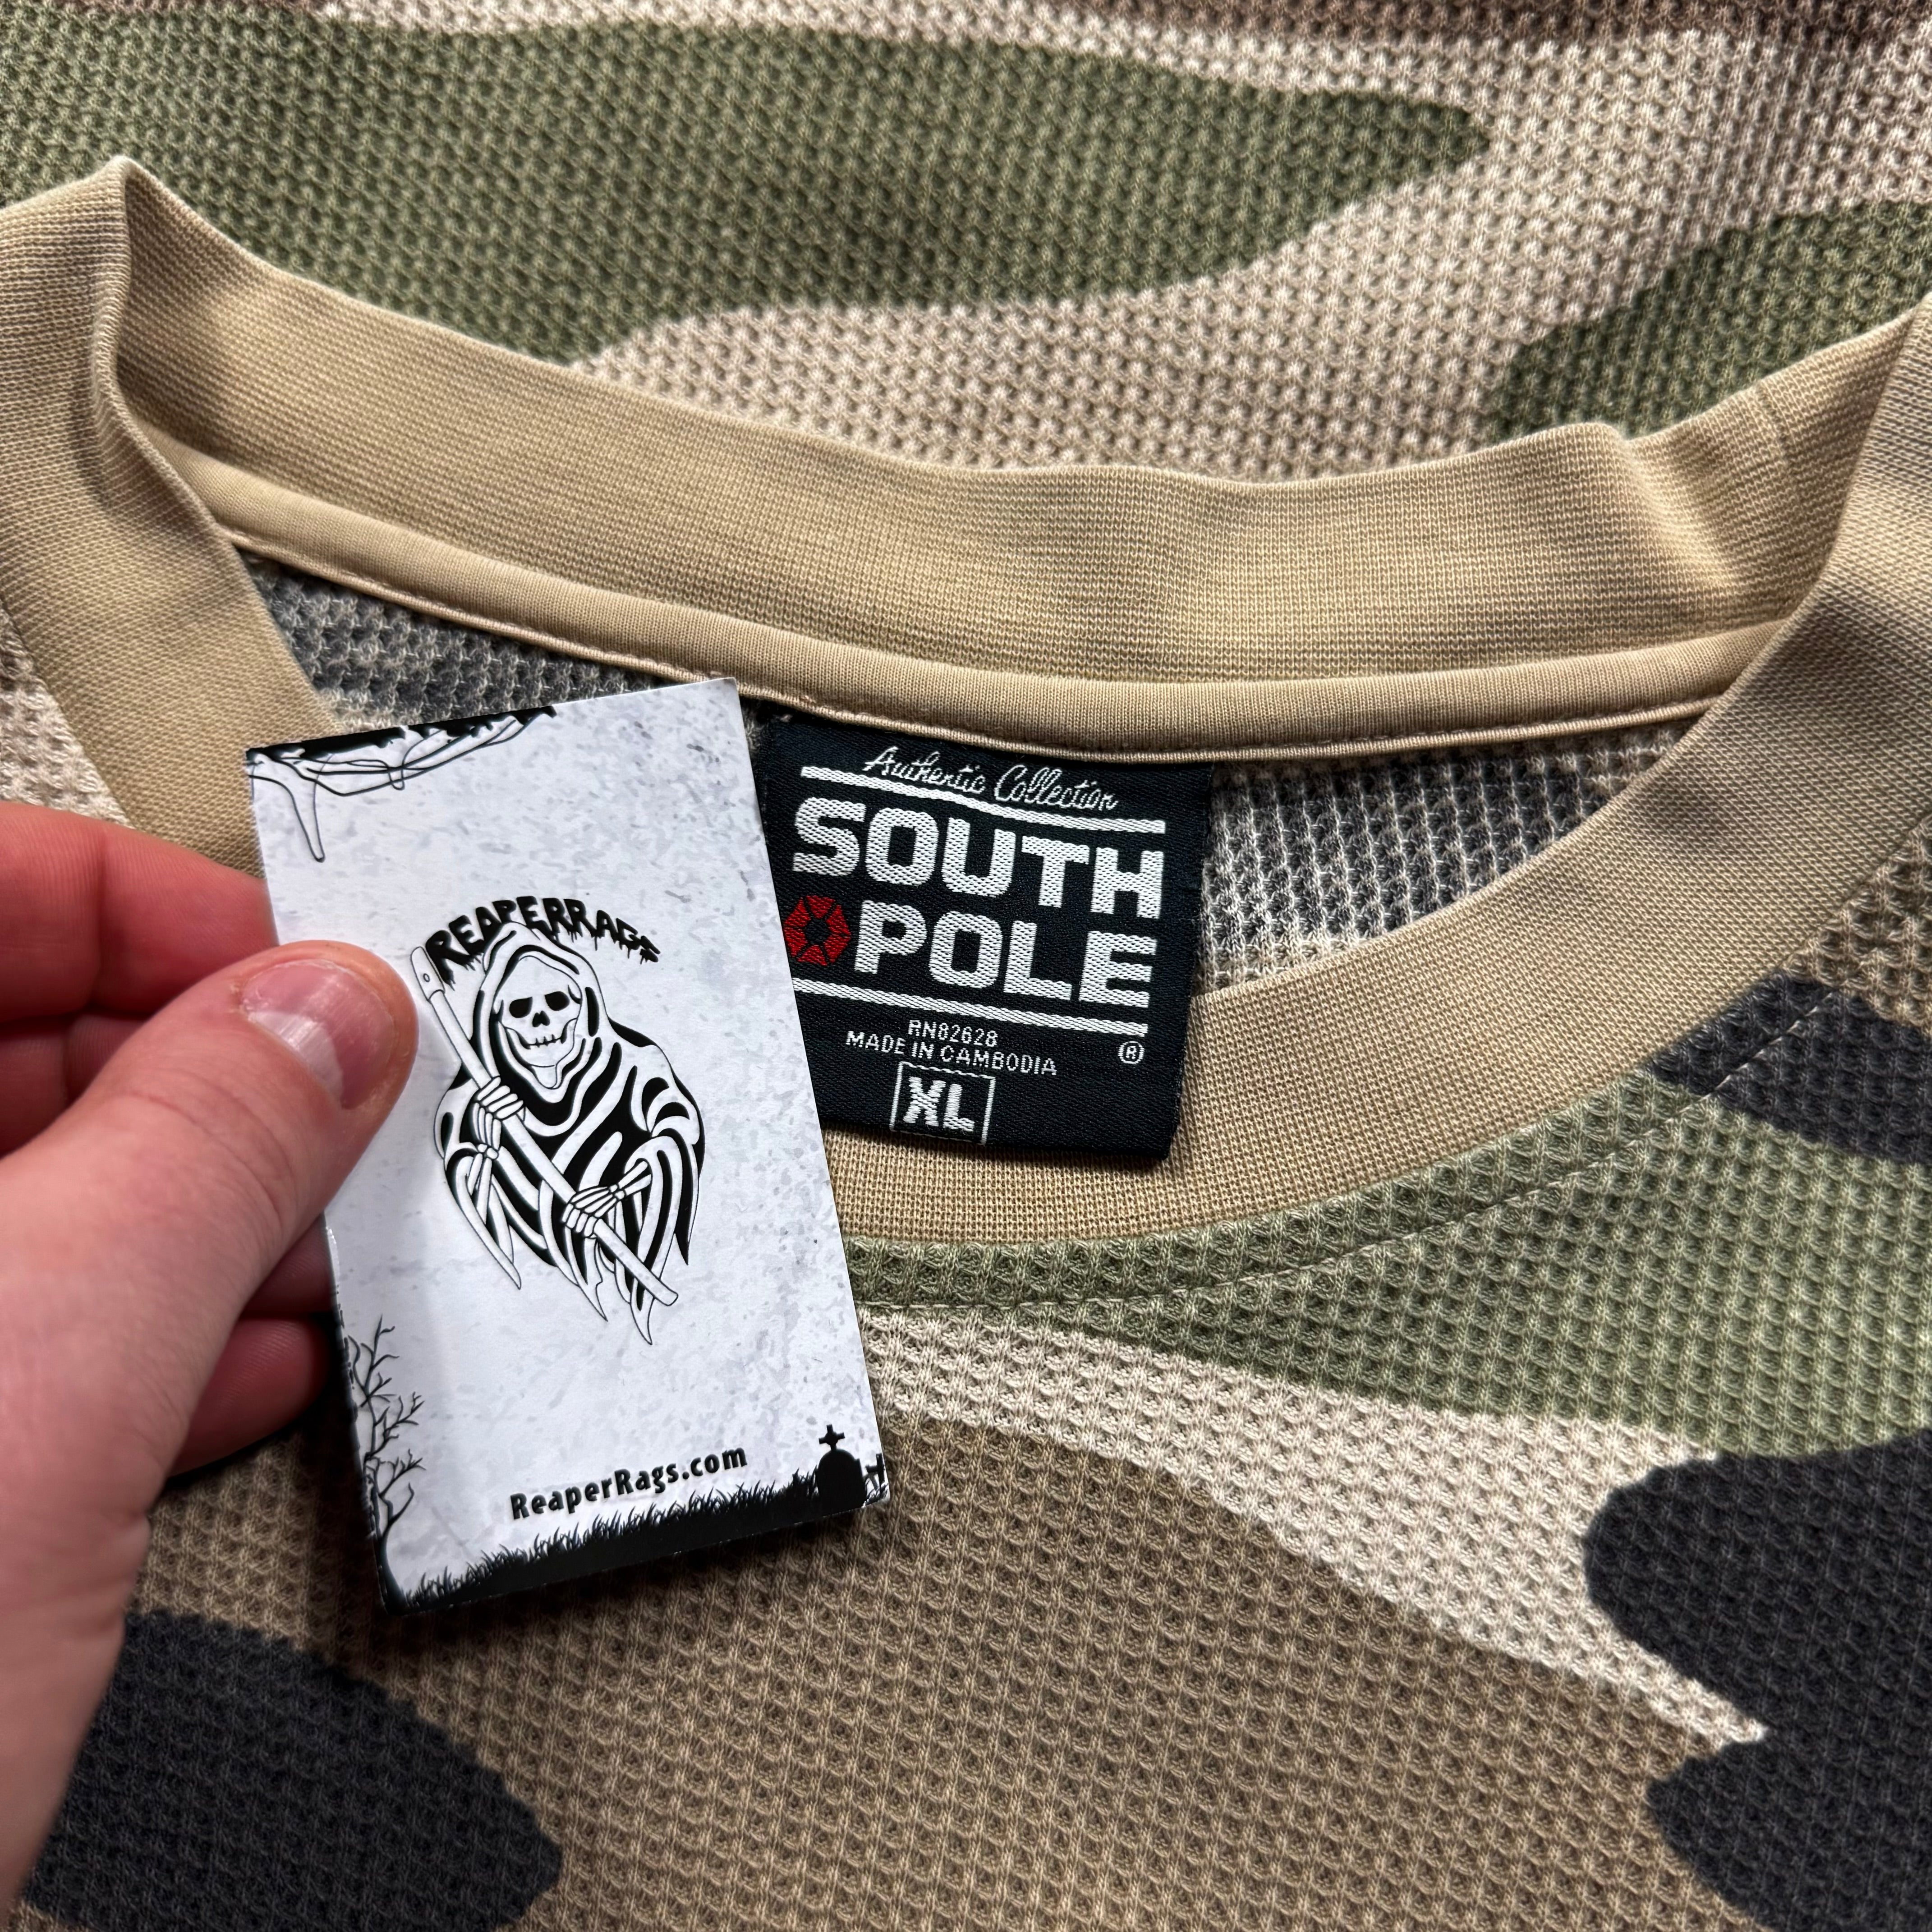 REAPERRAGS
ReaperRags.com
Authentic Collection
SOUTH
POLE
RN82628
MADE IN CAMBODIA
®
XL